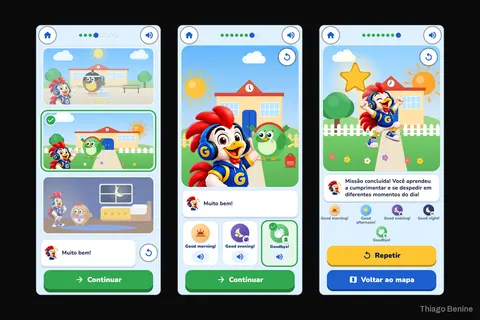 Muito bem!
Continuar
G
Muito bem!
Good morning!
Good evening!
Goodbye!
Continuar
G
Missão concluída! Você aprendeu
a cumprimentar e se despedir em
diferentes momentos do dia!
Good morning!
Good afternoon!
Good evening!
Good night!
Goodbye!
Repetir
Voltar ao mapa
Thiago Benine